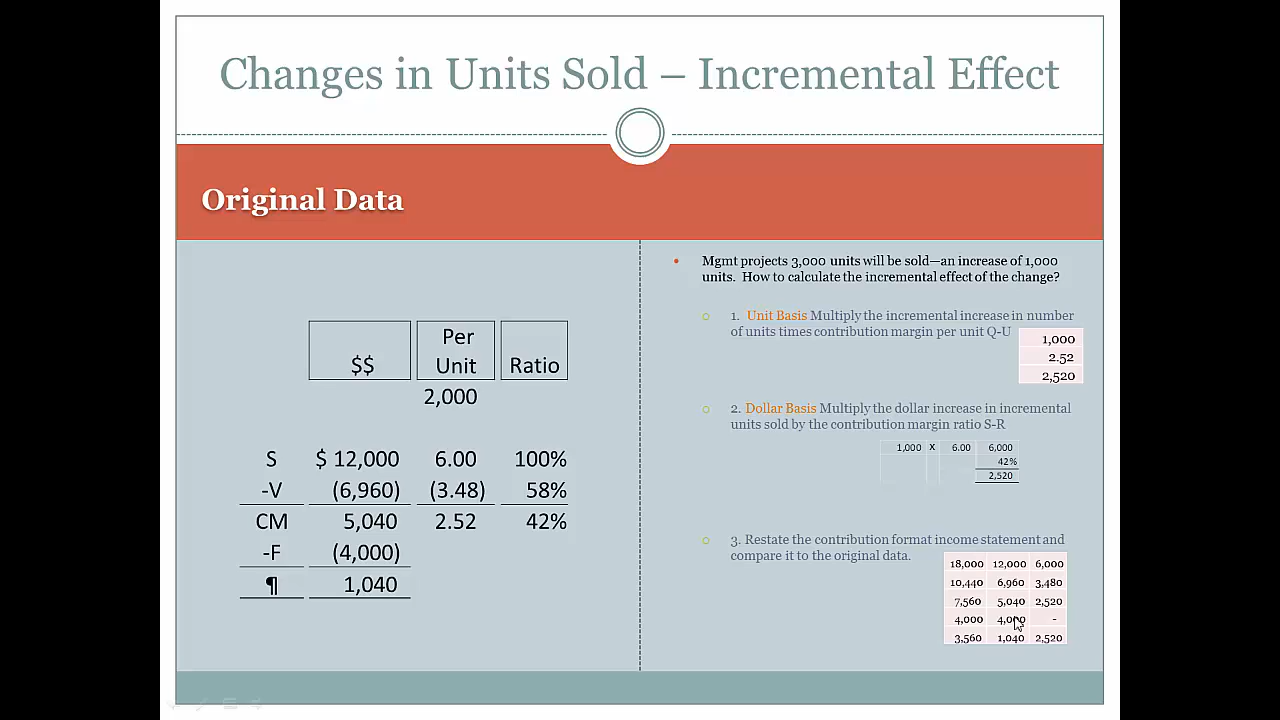 Changes in Units Sold – Incremental Effect
Original Data
$$ Per Unit Ratio
2,000
S $ 12,000 6.00 100%
-V (6,960) (3.48) 58%
CM 5,040 2.52 42%
-F (4,000)
¶ 1,040
Mgmt projects 3,000 units will be sold—an increase of 1,000
units. How to calculate the incremental effect of the change?
1. Unit Basis Multiply the incremental increase in number
of units times contribution margin per unit Q-U
1,000
2.52
2,520
2. Dollar Basis Multiply the dollar increase in incremental
units sold by the contribution margin ratio S-R
1,000 x 6.00 6,000
42%
2,520
3. Restate the contribution format income statement and
compare it to the original data.
18,000 12,000 6,000
10,440 6,960 3,480
7,560 5,040 2,520
4,000 4,000 -
3,560 1,040 2,520